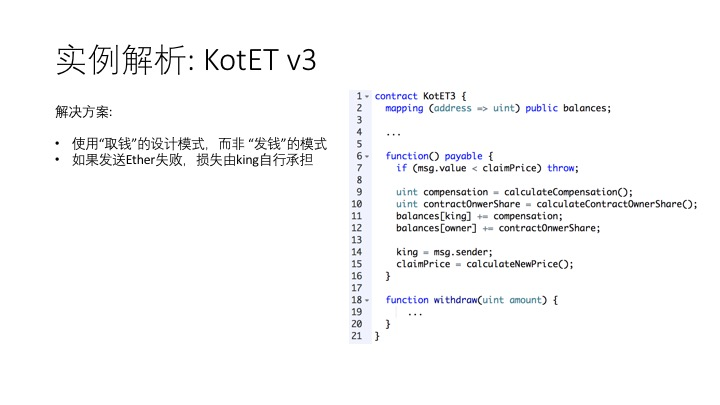 实例解析: KotET v3
解决方案:
• 使用“取钱”的设计模式，而非 “发钱”的模式
• 如果发送Ether失败，损失由king自行承担
1 contract KotET3 {
2 mapping (address => uint) public balances;
3
4 ...
5
6 function() payable {
7 if (msg.value < claimPrice) throw;
8
9 uint compensation = calculateCompensation();
10 uint contractOnwerShare = calculateContractOwnerShare();
11 balances[king] += compensation;
12 balances[owner] += contractOnwerShare;
13
14 king = msg.sender;
15 claimPrice = calculateNewPrice();
16 }
17
18 function withdraw(uint amount) {
19 ...
20 }
21 }